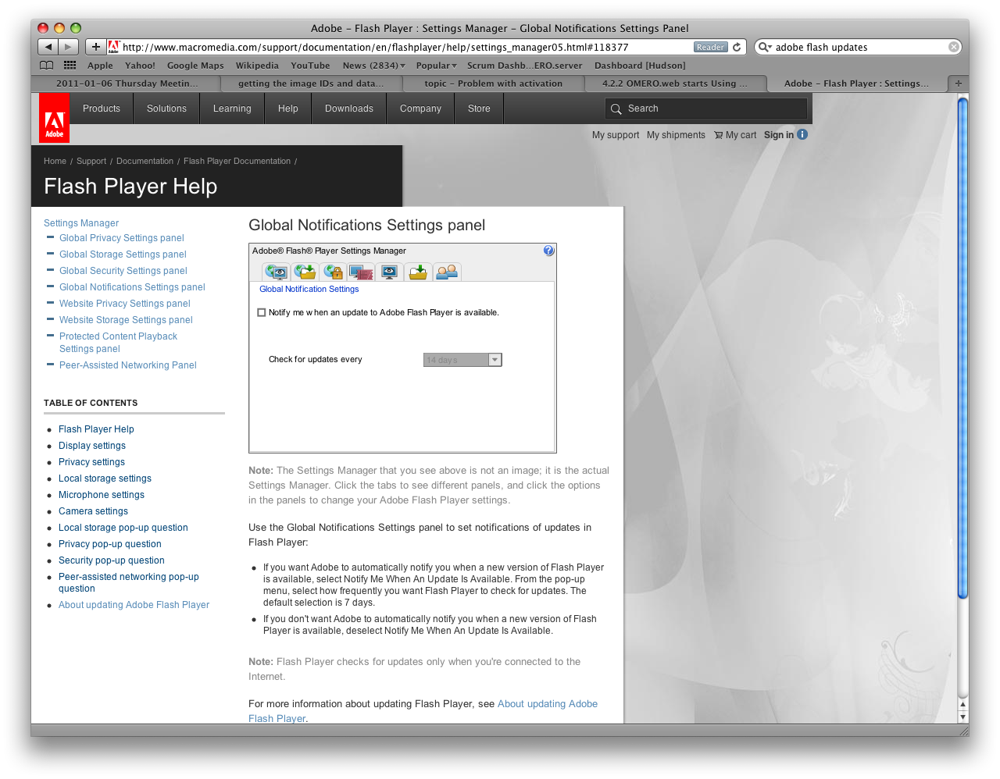 Adobe – Flash Player : Settings Manager – Global Notifications Settings Panel
http://www.macromedia.com/support/documentation/en/flashplayer/help/settings_manager05.html#118377
Reader
adobe flash updates
Apple Yahoo! Google Maps Wikipedia YouTube News (2834) Popular Scrum Dashb...ERO.server Dashboard [Hudson]
2011-01-06 Thursday Meetin... getting the image IDs and data... topic - Problem with activation 4.2.2 OMERO.web starts Using ... Adobe - Flash Player : Settings...
Adobe
Products Solutions Learning Help Downloads Company Store Search
My support My shipments My cart Sign in
Home / Support / Documentation / Flash Player Documentation /
Flash Player Help
Settings Manager
Global Privacy Settings panel
Global Storage Settings panel
Global Security Settings panel
Global Notifications Settings panel
Website Privacy Settings panel
Website Storage Settings panel
Protected Content Playback
Settings panel
Peer-Assisted Networking Panel
TABLE OF CONTENTS
Flash Player Help
Display settings
Privacy settings
Local storage settings
Microphone settings
Camera settings
Local storage pop-up question
Privacy pop-up question
Security pop-up question
Peer-assisted networking pop-up
question
About updating Adobe Flash Player
Global Notifications Settings panel
Adobe® Flash® Player Settings Manager
Global Notification Settings
Notify me when an update to Adobe Flash Player is available.
Check for updates every 14 days
Note: The Settings Manager that you see above is not an image; it is the actual
Settings Manager. Click the tabs to see different panels, and click the options
in the panels to change your Adobe Flash Player settings.
Use the Global Notifications Settings panel to set notifications of updates in
Flash Player:
If you want Adobe to automatically notify you when a new version of Flash Player
is available, select Notify Me When An Update Is Available. From the pop-up
menu, select how frequently you want Flash Player to check for updates. The
default selection is 7 days.
If you don't want Adobe to automatically notify you when a new version of Flash
Player is available, deselect Notify Me When An Update Is Available.
Note: Flash Player checks for updates only when you're connected to the
Internet.
For more information about updating Flash Player, see About updating Adobe
Flash Player.